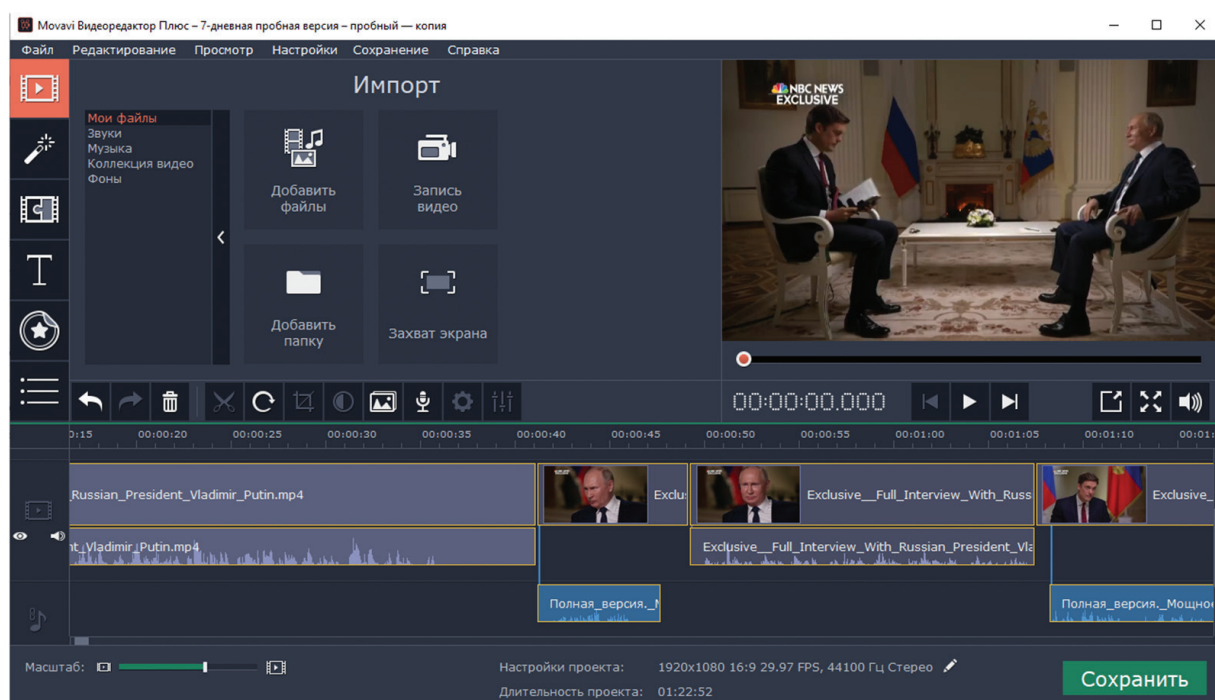 Movavi Видеоредактор Плюс – 7-дневная пробная версия – пробный — копия
Файл Редактирование Просмотр Настройки Сохранение Справка
Импорт
Мои файлы
Звуки
Музыка
Коллекция видео
Фоны
Добавить
файлы
Запись
видео
Добавить
папку
Захват экрана
NBC NEWS
EXCLUSIVE
00:00:00.000
0:15 00:00:20 00:00:25 00:00:30 00:00:35 00:00:40 00:00:45 00:00:50 00:00:55 00:01:00 00:01:05 00:01:10 00:01:
_Russian_President_Vladimir_Putin.mp4 Exclus Exclusive__Full_Interview_With_Russ Exclusive_
nt_Vladimir_Putin.mp4 Exclusive__Full_Interview_With_Russian_President_Vla
Полная_версия._М Полная_версия._Мощно
Масштаб:
Настройки проекта: 1920x1080 16:9 29.97 FPS, 44100 Гц Стерео
Длительность проекта: 01:22:52
Сохранить